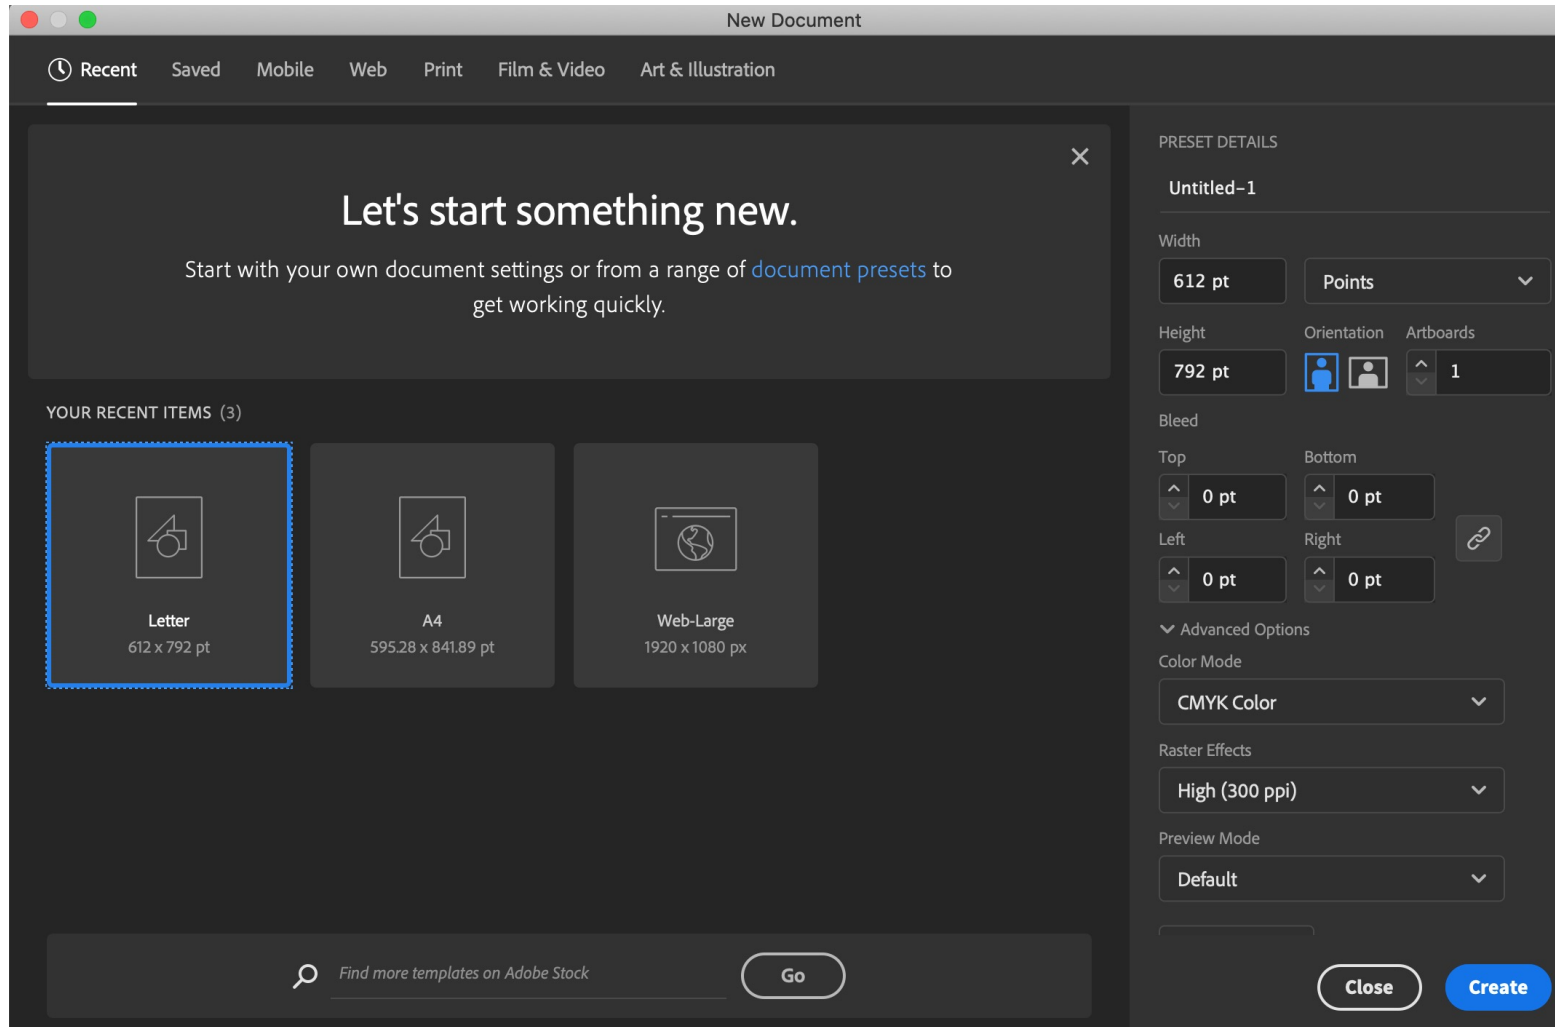 New Document
Recent Saved Mobile Web Print Film & Video Art & Illustration
Let's start something new.
Start with your own document settings or from a range of document presets to
get working quickly.
YOUR RECENT ITEMS (3)
Letter
612 x 792 pt
A4
595.28 x 841.89 pt
Web-Large
1920 x 1080 px
Find more templates on Adobe Stock
Go
PRESET DETAILS
Untitled-1
Width
612 pt Points
Height Orientation Artboards
792 pt 1
Bleed
Top Bottom
0 pt 0 pt
Left Right
0 pt 0 pt
Advanced Options
Color Mode
CMYK Color
Raster Effects
High (300 ppi)
Preview Mode
Default
Close Create